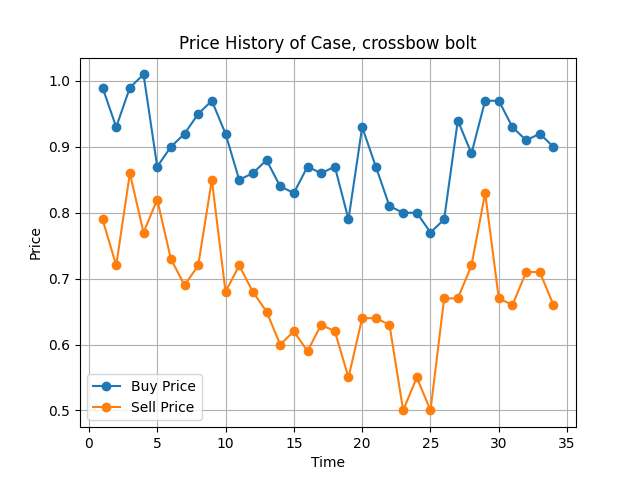 Price History of Case, crossbow bolt
1.0
0.9
0.8
0.7
0.6
0.5
Price
Buy Price
Sell Price
0 5 10 15 20 25 30 35
Time